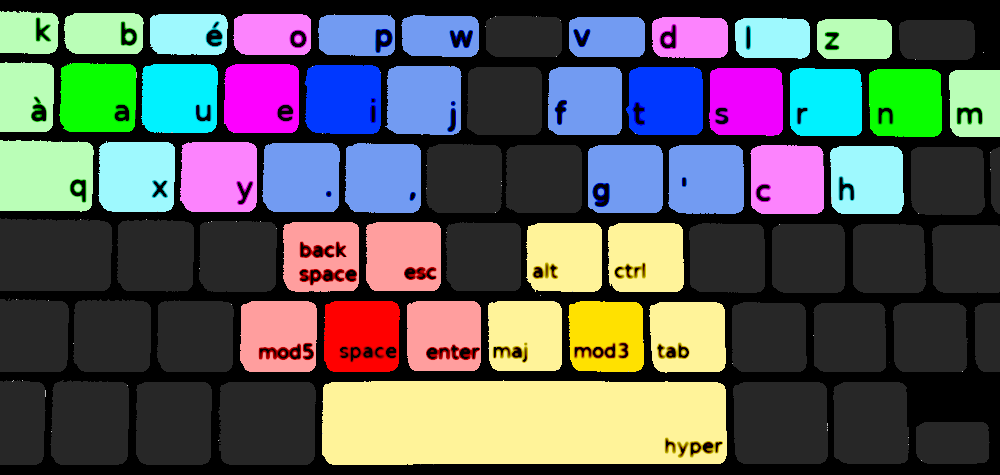 k b é o p w v d l z
à a u e i j f t s r n m
q x y . , g ' c h
back
space esc alt ctrl
mod5 space enter maj mod3 tab
hyper